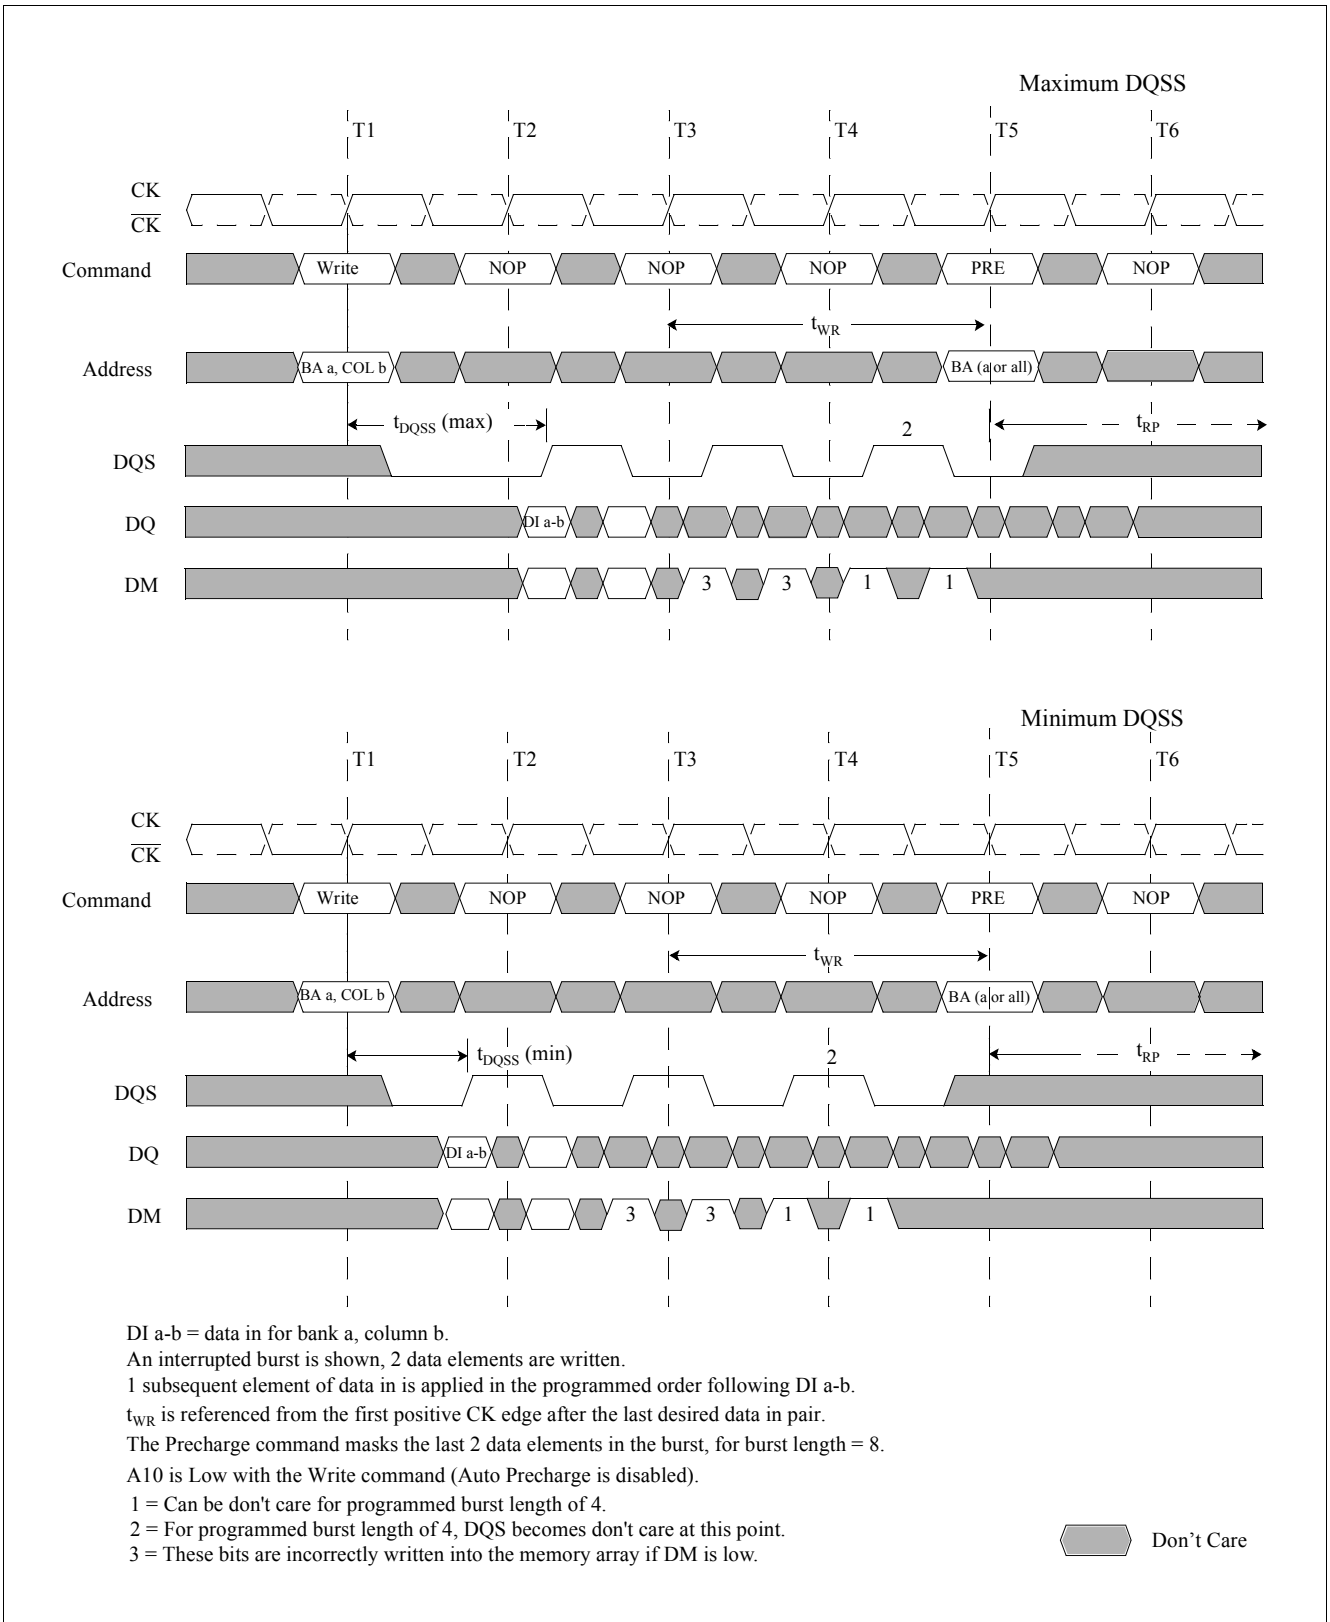 Maximum DQSS
T1 T2 T3 T4 T5 T6
CK
CK
Command Write NOP NOP NOP PRE NOP
tWR
Address BA a, COL b BA (a or all)
tDQSS (max) 2 tRP
DQS
DQ DI a-b
DM 3 3 1 1
Minimum DQSS
T1 T2 T3 T4 T5 T6
CK
CK
Command Write NOP NOP NOP PRE NOP
tWR
Address BA a, COL b BA (a or all)
tDQSS (min) 2 tRP
DQS
DQ DI a-b
DM 3 3 1 1
DI a-b = data in for bank a, column b.
An interrupted burst is shown, 2 data elements are written.
1 subsequent element of data in is applied in the programmed order following DI a-b.
tWR is referenced from the first positive CK edge after the last desired data in pair.
The Precharge command masks the last 2 data elements in the burst, for burst length = 8.
A10 is Low with the Write command (Auto Precharge is disabled).
1 = Can be don't care for programmed burst length of 4.
2 = For programmed burst length of 4, DQS becomes don't care at this point.
3 = These bits are incorrectly written into the memory array if DM is low.
Don't Care